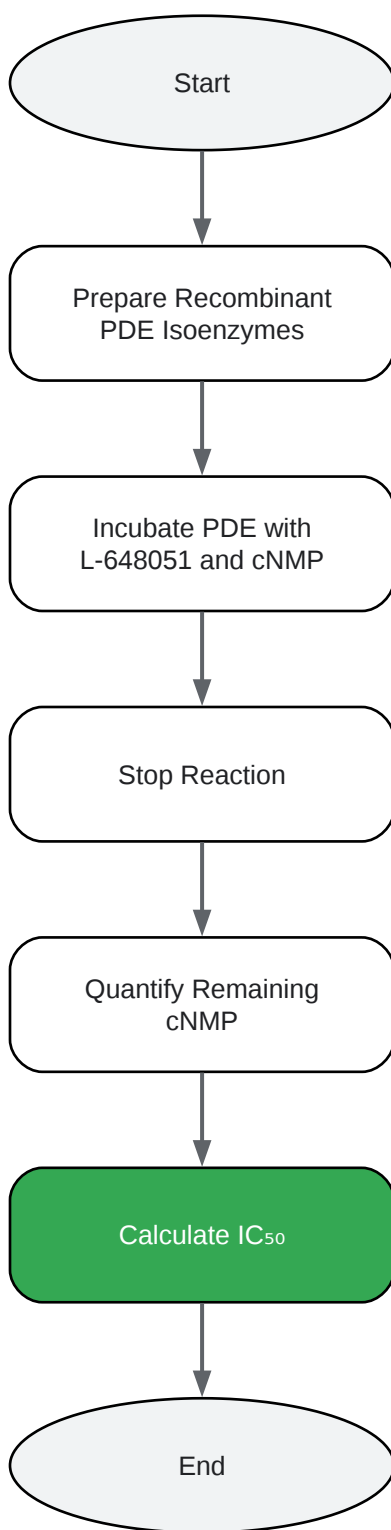 Start
Prepare Recombinant
PDE Isoenzymes
Incubate PDE with
L-648051 and cNMP
Stop Reaction
Quantify Remaining
cNMP
Calculate IC₅₀
End